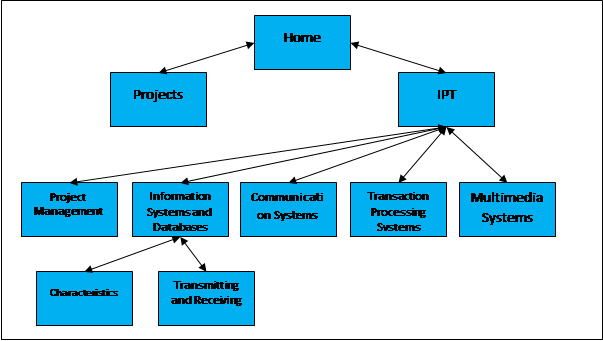 Home
Projects
IPT
Project
Management
Information
Systems and
Databases
Communicati
on Systems
Transaction
Processing
Systems
Multimedia
Systems
Characteristics
Transmitting
and Receiving